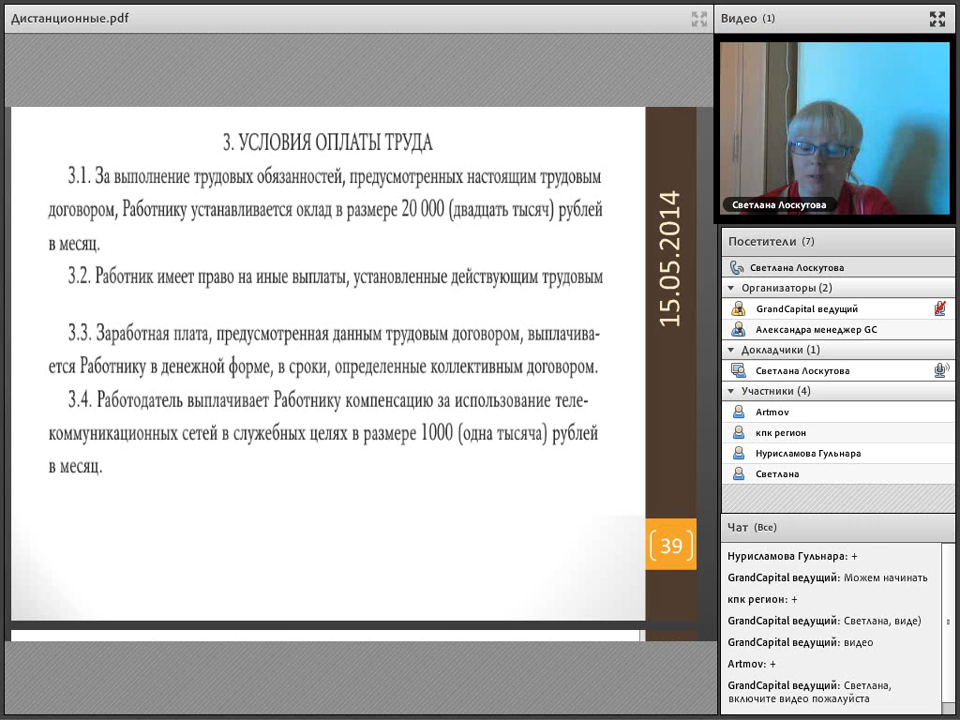 Дистанционные.pdf
3. УСЛОВИЯ ОПЛАТЫ ТРУДА
3.1. За выполнение трудовых обязанностей, предусмотренных настоящим трудовым
договором, Работнику устанавливается оклад в размере 20 000 (двадцать тысяч) рублей
в месяц.
3.2. Работник имеет право на иные выплаты, установленные действующим трудовым
3.3. Заработная плата, предусмотренная данным трудовым договором, выплачива-
ется Работнику в денежной форме, в сроки, определенные коллективным договором.
3.4. Работодатель выплачивает Работнику компенсацию за использование теле-
коммуникационных сетей в служебных целях в размере 1000 (одна тысяча) рублей
в месяц.
15.05.2014
39
Видео (1)
Светлана Лоскутова
Посетители (7)
Светлана Лоскутова
Организаторы (2)
GrandCapital ведущий
Александра менеджер GC
Докладчики (1)
Светлана Лоскутова
Участники (4)
Artmov
кпк регион
Нурисламова Гульнара
Светлана
Чат (Все)
Нурисламова Гульнара: +
GrandCapital ведущий: Можем начинать
кпк регион: +
GrandCapital ведущий: Светлана, виде)
GrandCapital ведущий: видео
Artmov: +
GrandCapital ведущий: Светлана,
включите видео пожалуйста